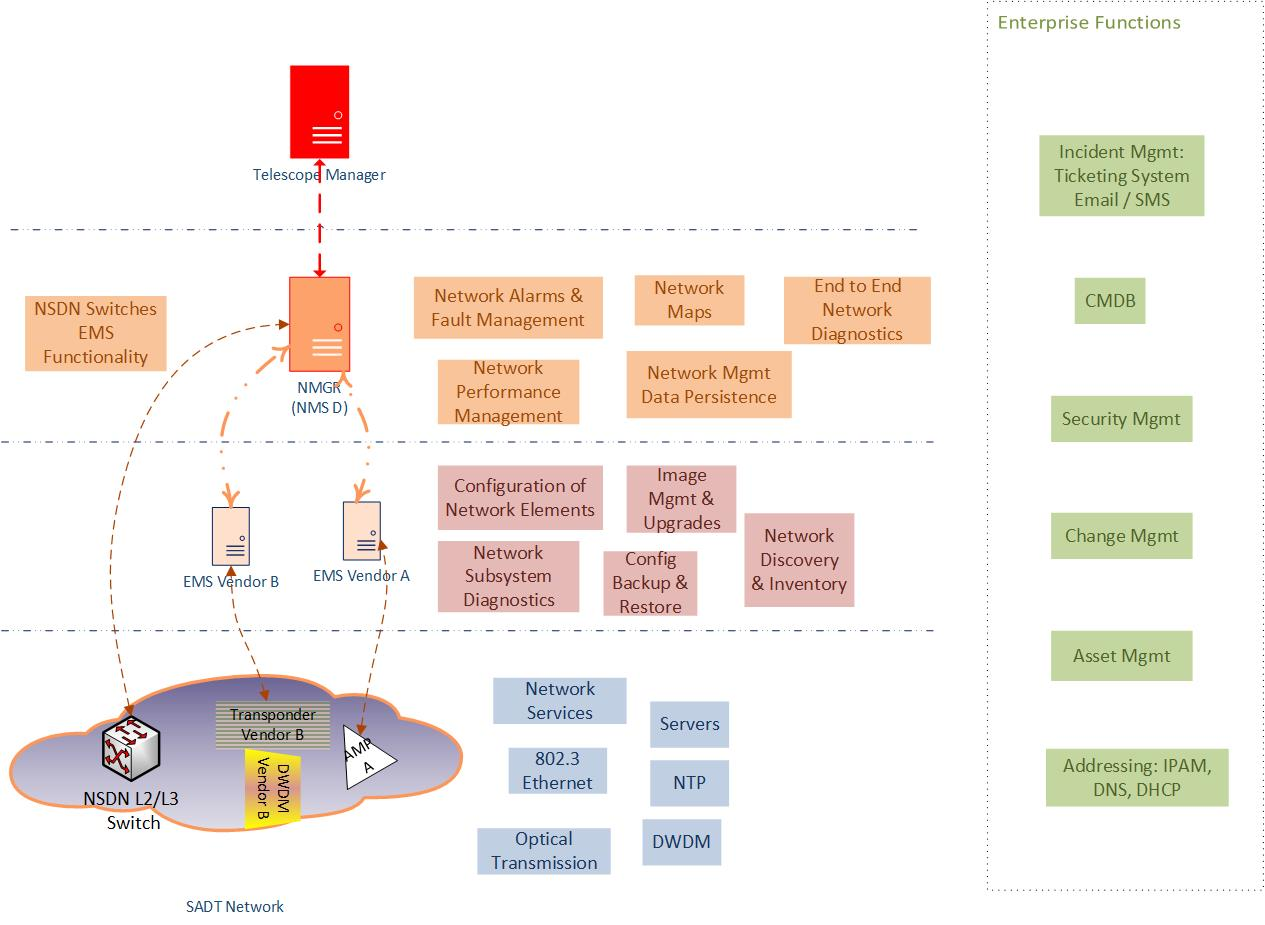 Enterprise Functions
Telescope Manager
Incident Mgmt:
Ticketing System
Email / SMS
NSDN Switches
EMS
Functionality
NMGR
(NMS D)
Network Alarms &
Fault Management
Network
Maps
End to End
Network
Diagnostics
Network
Performance
Management
Network Mgmt
Data Persistence
CMDB
Security Mgmt
EMS Vendor B
EMS Vendor A
Configuration of
Network Elements
Image
Mgmt &
Upgrades
Network
Subsystem
Diagnostics
Config
Backup &
Restore
Network
Discovery
& Inventory
Change Mgmt
Asset Mgmt
Transponder
Vendor B
DWDM
Vendor B
AMP
A
NSDN L2/L3
Switch
Network
Services
Servers
802.3
Ethernet
NTP
Optical
Transmission
DWDM
Addressing: IPAM,
DNS, DHCP
SADT Network